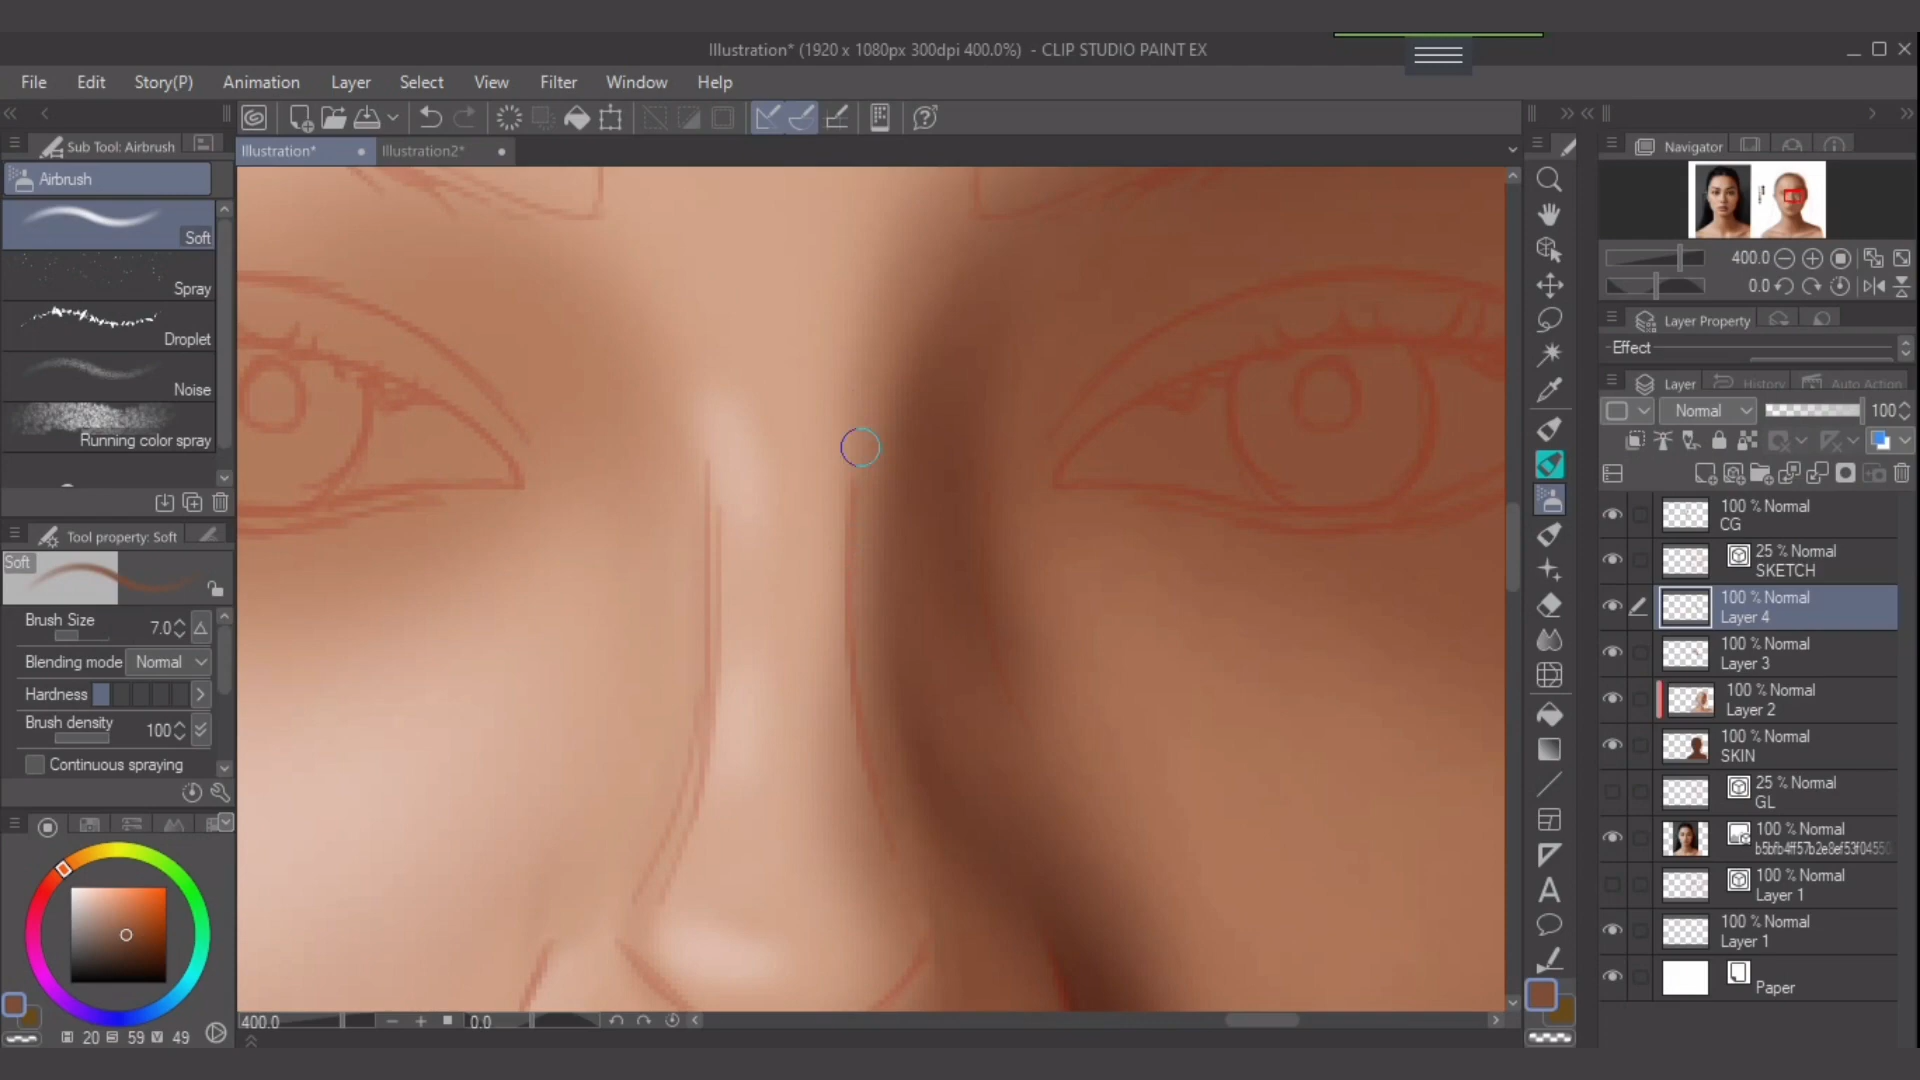 Illustration* (1920 x 1080px 300dpi 400.0%)  - CLIP STUDIO PAINT EX
File Edit Story(P) Animation Layer Select View Filter Window Help
Sub Tool: Airbrush
Illustration*
Illustration2*
Airbrush
Soft
Spray
Droplet
Noise
Running color spray
Tool property: Soft
Soft
Brush Size 7.0
Blending mode Normal
Hardness
Brush density 100
Continuous spraying
H 20 S 59 V 49
400.0
0.0
Navigator
400.0
0.0
Layer Property
Effect
Layer History Auto Action
Normal 100
100 % Normal
CG
25 % Normal
SKETCH
100 % Normal
Layer 4
100 % Normal
Layer 3
100 % Normal
Layer 2
100 % Normal
SKIN
25 % Normal
GL
100 % Normal
100 % Normal
Layer 1
100 % Normal
Layer 1
Paper